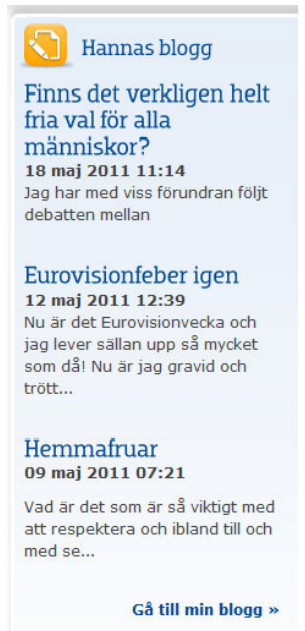 Hannas blogg
Finns det verkligen helt
fria val för alla
människor?
18 maj 2011 11:14
Jag har med viss förundran följt
debatten mellan
Eurovisionfeber igen
12 maj 2011 12:39
Nu är det Eurovisionvecka och
jag lever sällan upp så mycket
som då! Nu är jag gravid och
trött...
Hemmafruar
09 maj 2011 07:21
Vad är det som är så viktigt med
att respektera och ibland till och
med se...
Gå till min blogg »